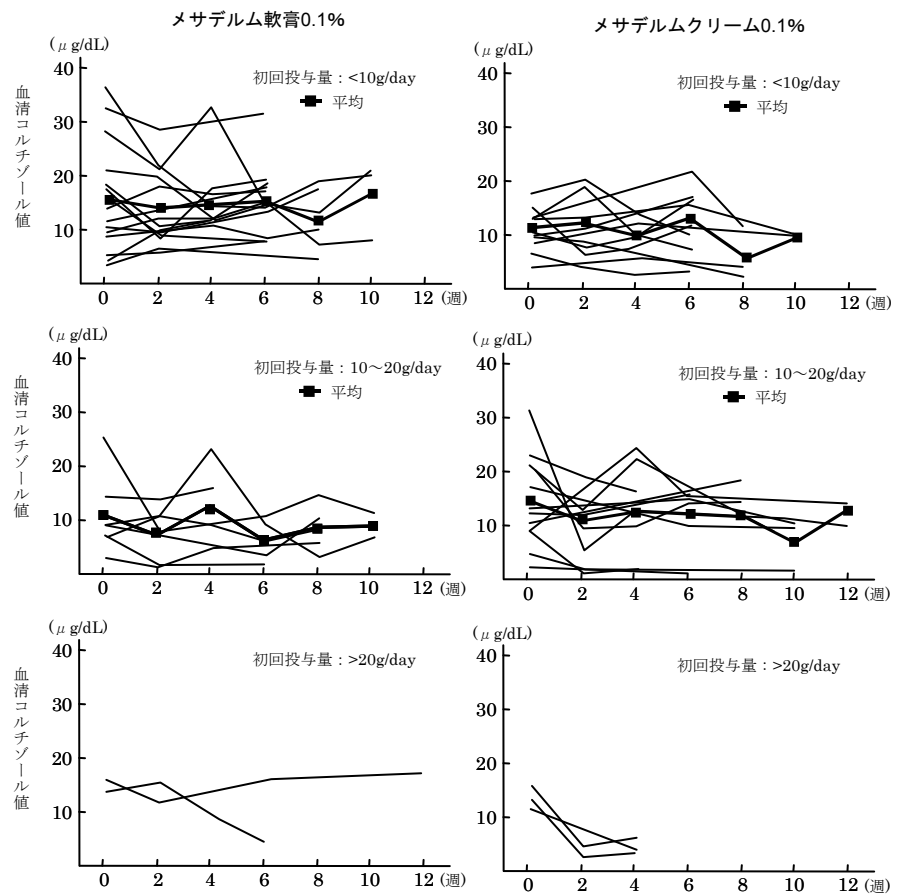 メサデルム軟膏0.1%
(μg/dL)
初回投与量：<10g/day
平均
血清コルチゾール値
40
30
20
10
0 2 4 6 8 10 12 (週)
メサデルムクリーム0.1%
(μg/dL)
初回投与量：<10g/day
平均
40
30
20
10
0 2 4 6 8 10 12 (週)
(μg/dL)
初回投与量：10～20g/day
平均
血清コルチゾール値
40
30
20
10
0 2 4 6 8 10 12 (週)
(μg/dL)
初回投与量：10～20g/day
平均
40
30
20
10
0 2 4 6 8 10 12 (週)
(μg/dL)
初回投与量：>20g/day
血清コルチゾール値
40
30
20
10
0 2 4 6 8 10 12 (週)
(μg/dL)
初回投与量：>20g/day
40
30
20
10
0 2 4 6 8 10 12 (週)